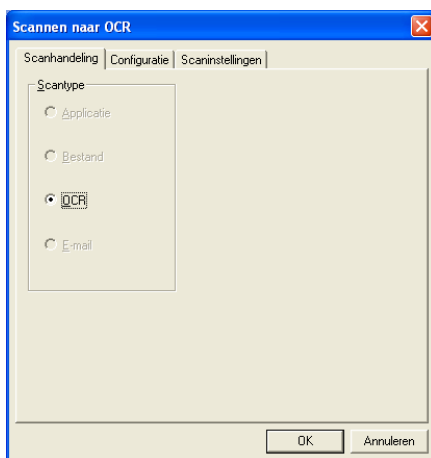 Scannen naar OCR
Scanhandeling Configuratie Scaninstellingen
Scantype
Applicatie
Bestand
OCR
E-mail
OK Annuleren